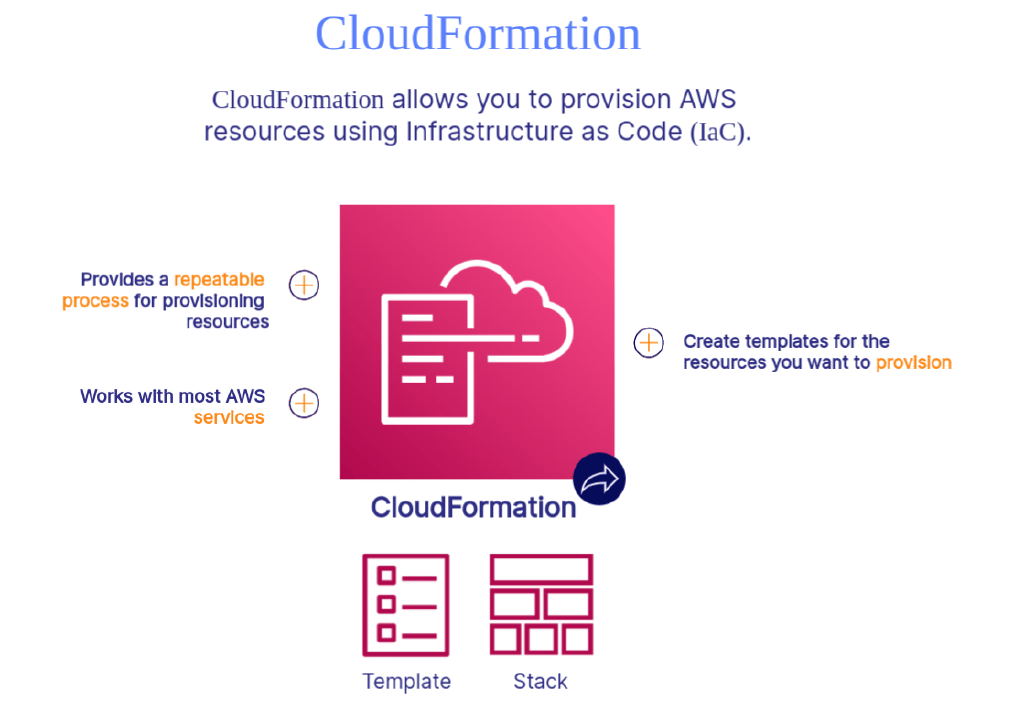 CloudFormation
CloudFormation allows you to provision AWS
resources using Infrastructure as Code (IaC).
Provides a repeatable
process for provisioning
resources
Works with most AWS
services
Create templates for the
resources you want to provision
CloudFormation
Template
Stack